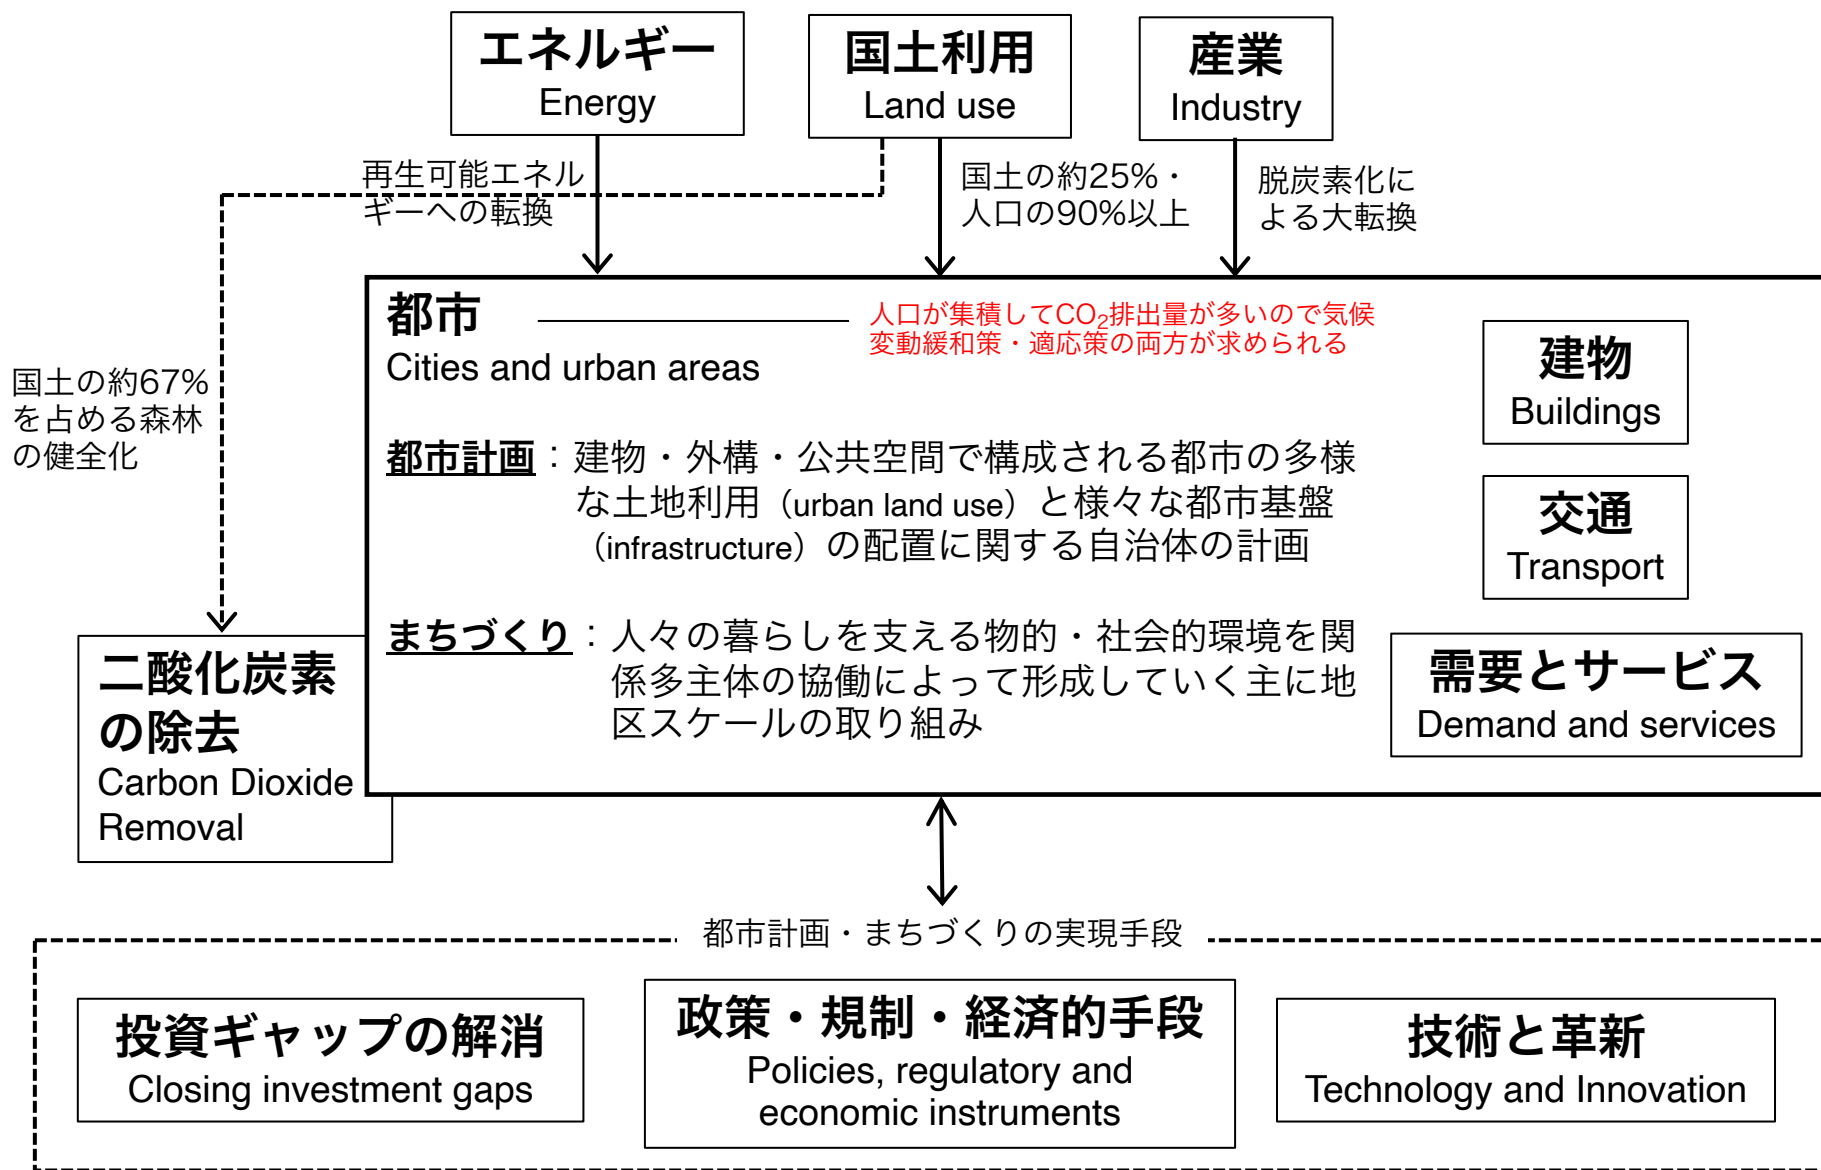 エネルギー
Energy
国土利用
Land use
産業
Industry
再生可能エネル
ギーへの転換
国土の約25%・
人口の90%以上
脱炭素化に
よる大転換
国土の約67%
を占める森林
の健全化
都市
Cities and urban areas
人口が集積してCO₂排出量が多いので気候
変動緩和策・適応策の両方が求められる
都市計画：建物・外構・公共空間で構成される都市の多様
な土地利用（urban land use）と様々な都市基盤
（infrastructure）の配置に関する自治体の計画
まちづくり：人々の暮らしを支える物的・社会的環境を関
係多主体の協働によって形成していく主に地
区スケールの取り組み
建物
Buildings
交通
Transport
需要とサービス
Demand and services
二酸化炭素
の除去
Carbon Dioxide
Removal
都市計画・まちづくりの実現手段
投資ギャップの解消
Closing investment gaps
政策・規制・経済的手段
Policies, regulatory and
economic instruments
技術と革新
Technology and Innovation